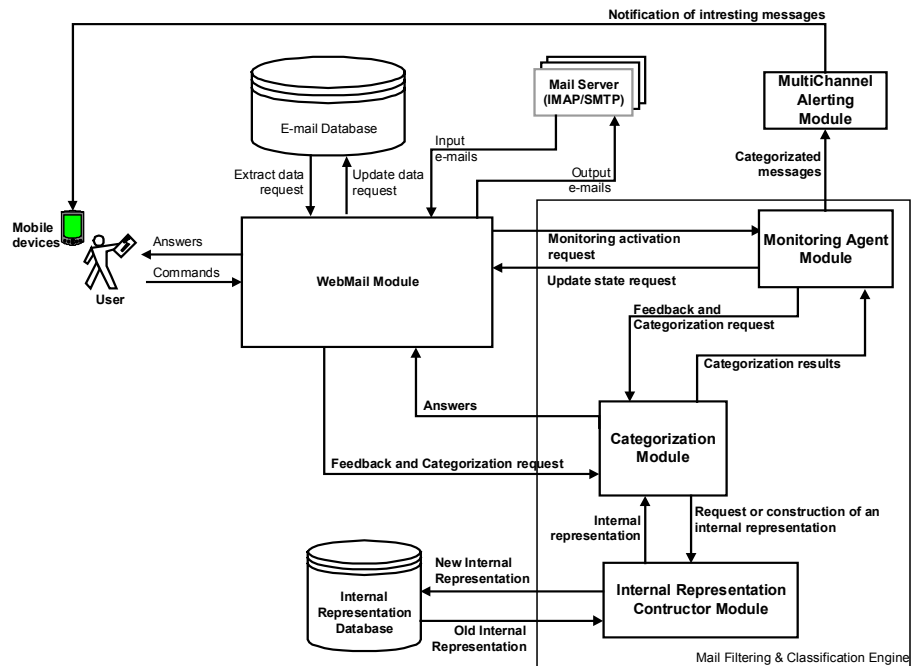 Notification of intresting messages
Mail Server
(IMAP/SMTP)
MultiChannel
Alerting
Module
E-mail Database
Input
e-mails
Output
e-mails
Categorizated
messages
Extract data
request
Update data
request
Mobile
devices
User
Answers
Commands
WebMail Module
Monitoring activation
request
Update state request
Monitoring Agent
Module
Feedback and
Categorization request
Categorization results
Answers
Categorization
Module
Feedback and Categorization request
Internal
representation
Request or construction of an
internal representation
New Internal
Representation
Internal
Representation
Database
Old Internal
Representation
Internal Representation
Contructor Module
Mail Filtering & Classification Engine